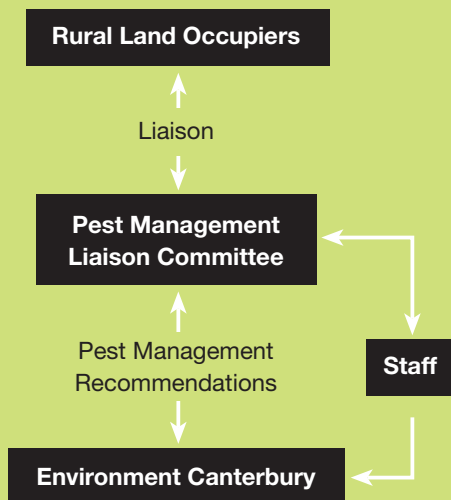 Rural Land Occupiers
Liaison
Pest Management
Liaison Committee
Pest Management
Recommendations
Staff
Environment Canterbury